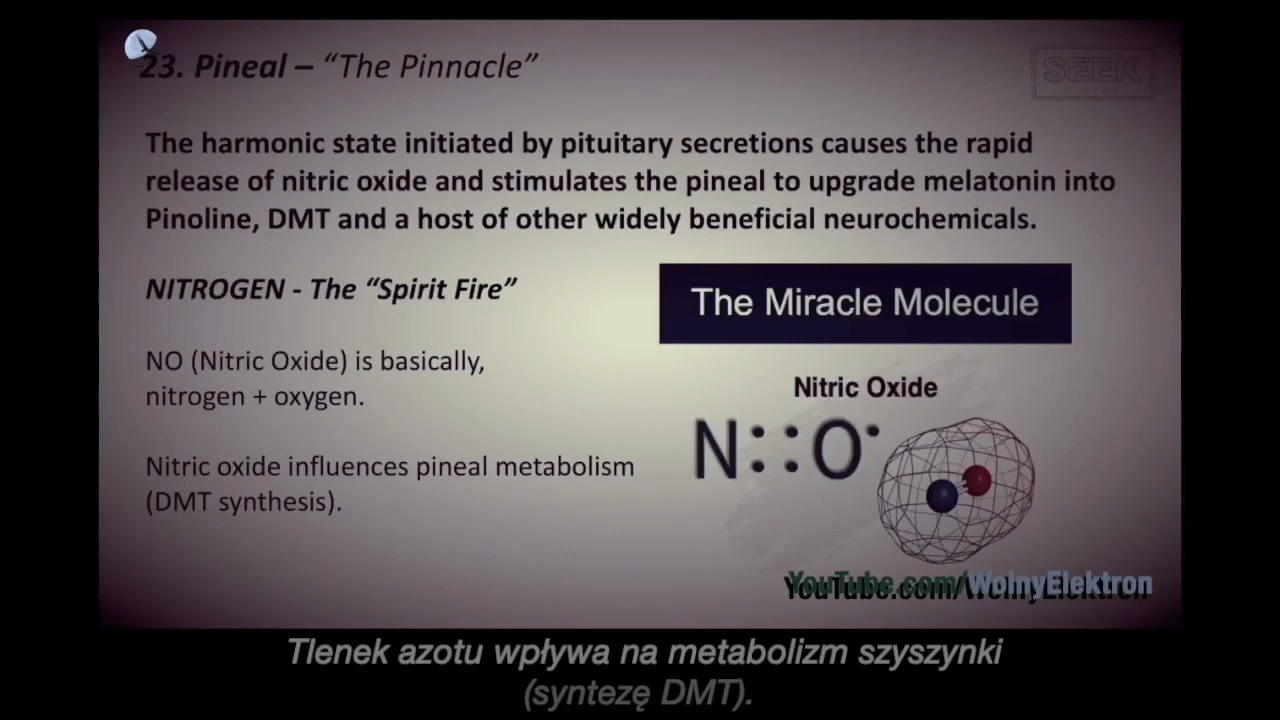 23. Pineal – “The Pinnacle”
SEEK
VISION
The harmonic state initiated by pituitary secretions causes the rapid
release of nitric oxide and stimulates the pineal to upgrade melatonin into
Pinoline, DMT and a host of other widely beneficial neurochemicals.
NITROGEN - The “Spirit Fire”
The Miracle Molecule
NO (Nitric Oxide) is basically,
nitrogen + oxygen.
Nitric Oxide
N::O·
Nitric oxide influences pineal metabolism
(DMT synthesis).
YouTube.com/WolnyElektron
Tlenek azotu wpływa na metabolizm szyszynki
(syntezę DMT).